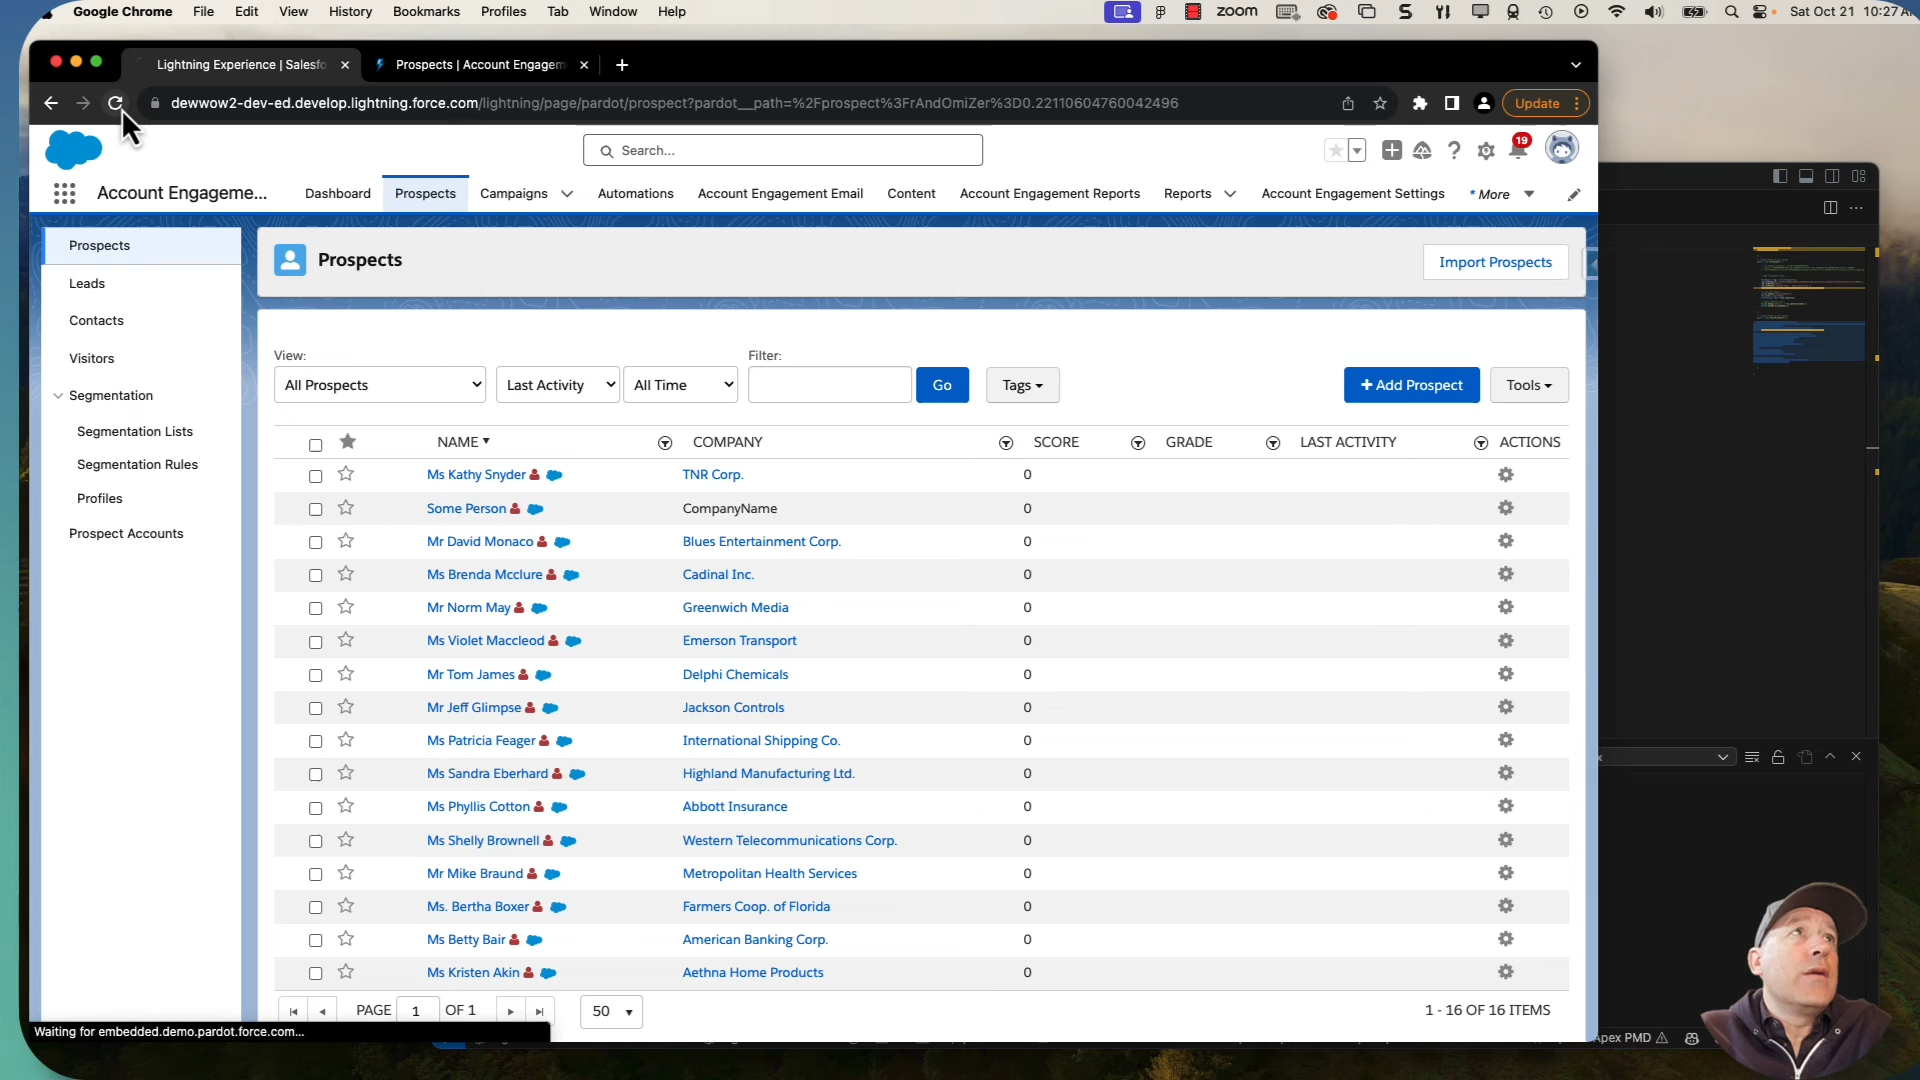 Google Chrome File Edit View History Bookmarks Profiles Tab Window Help zoom Sat Oct 21 10:27
Lightning Experience | Salesfo Prospects | Account Engagem
dewwow2-dev-ed.develop.lightning.force.com/lightning/page/pardot/prospect?pardot__path=%2Fprospect%3FrAndOmiZer%3D0.22110604760042496 Update
Search... 19
Account Engageme... Dashboard Prospects Campaigns Automations Account Engagement Email Content Account Engagement Reports Reports Account Engagement Settings * More
Prospects
Leads
Contacts
Visitors
Segmentation
Segmentation Lists
Segmentation Rules
Profiles
Prospect Accounts
Prospects Import Prospects
View: Filter:
All Prospects Last Activity All Time Go Tags + Add Prospect Tools
NAME COMPANY SCORE GRADE LAST ACTIVITY ACTIONS
Ms Kathy Snyder TNR Corp. 0
Some Person CompanyName 0
Mr David Monaco Blues Entertainment Corp. 0
Ms Brenda Mcclure Cadinal Inc. 0
Mr Norm May Greenwich Media 0
Ms Violet Maccleod Emerson Transport 0
Mr Tom James Delphi Chemicals 0
Mr Jeff Glimpse Jackson Controls 0
Ms Patricia Feager International Shipping Co. 0
Ms Sandra Eberhard Highland Manufacturing Ltd. 0
Ms Phyllis Cotton Abbott Insurance 0
Ms Shelly Brownell Western Telecommunications Corp. 0
Mr Mike Braund Metropolitan Health Services 0
Ms. Bertha Boxer Farmers Coop. of Florida 0
Ms Betty Bair American Banking Corp. 0
Ms Kristen Akin Aethna Home Products 0
PAGE 1 OF 1 50 1 - 16 OF 16 ITEMS
Waiting for embedded.demo.pardot.force.com...
Apex PMD